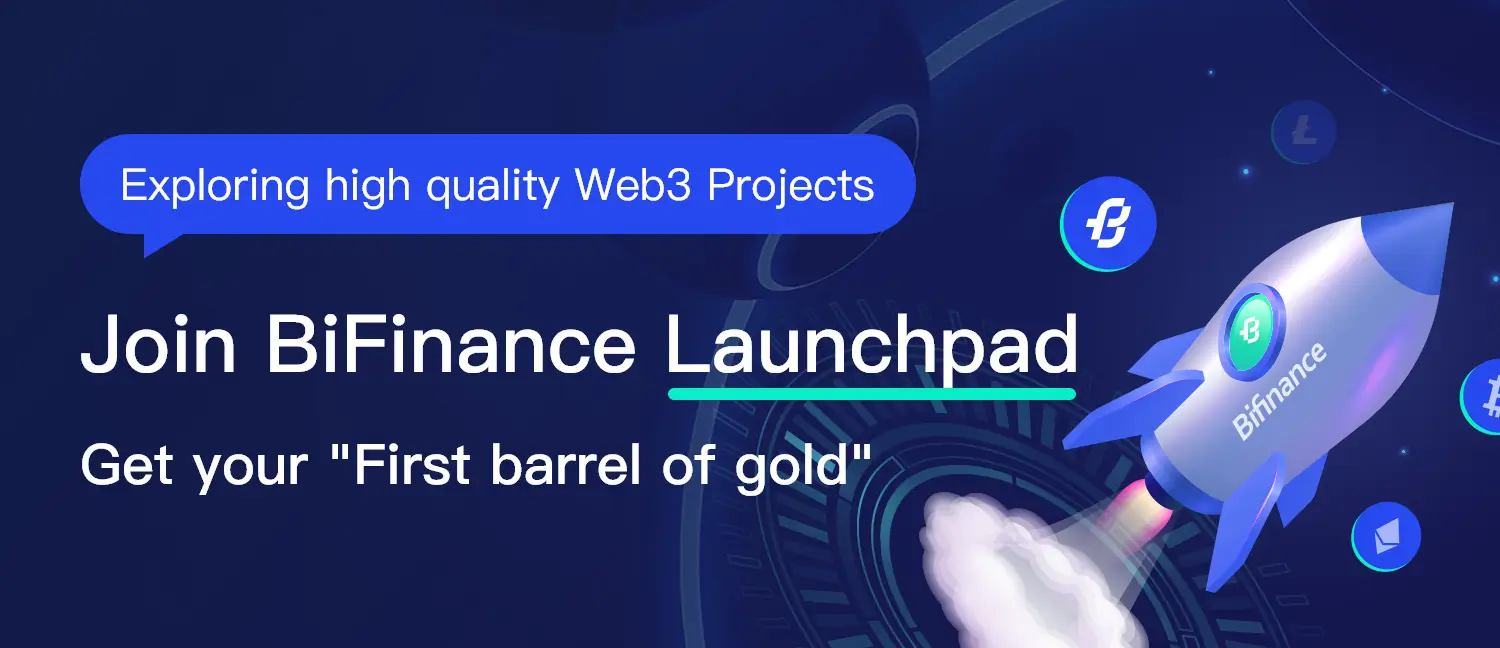 Exploring high quality Web3 Projects
Join BiFinance Launchpad
Get your "First barrel of gold"
Bifinance